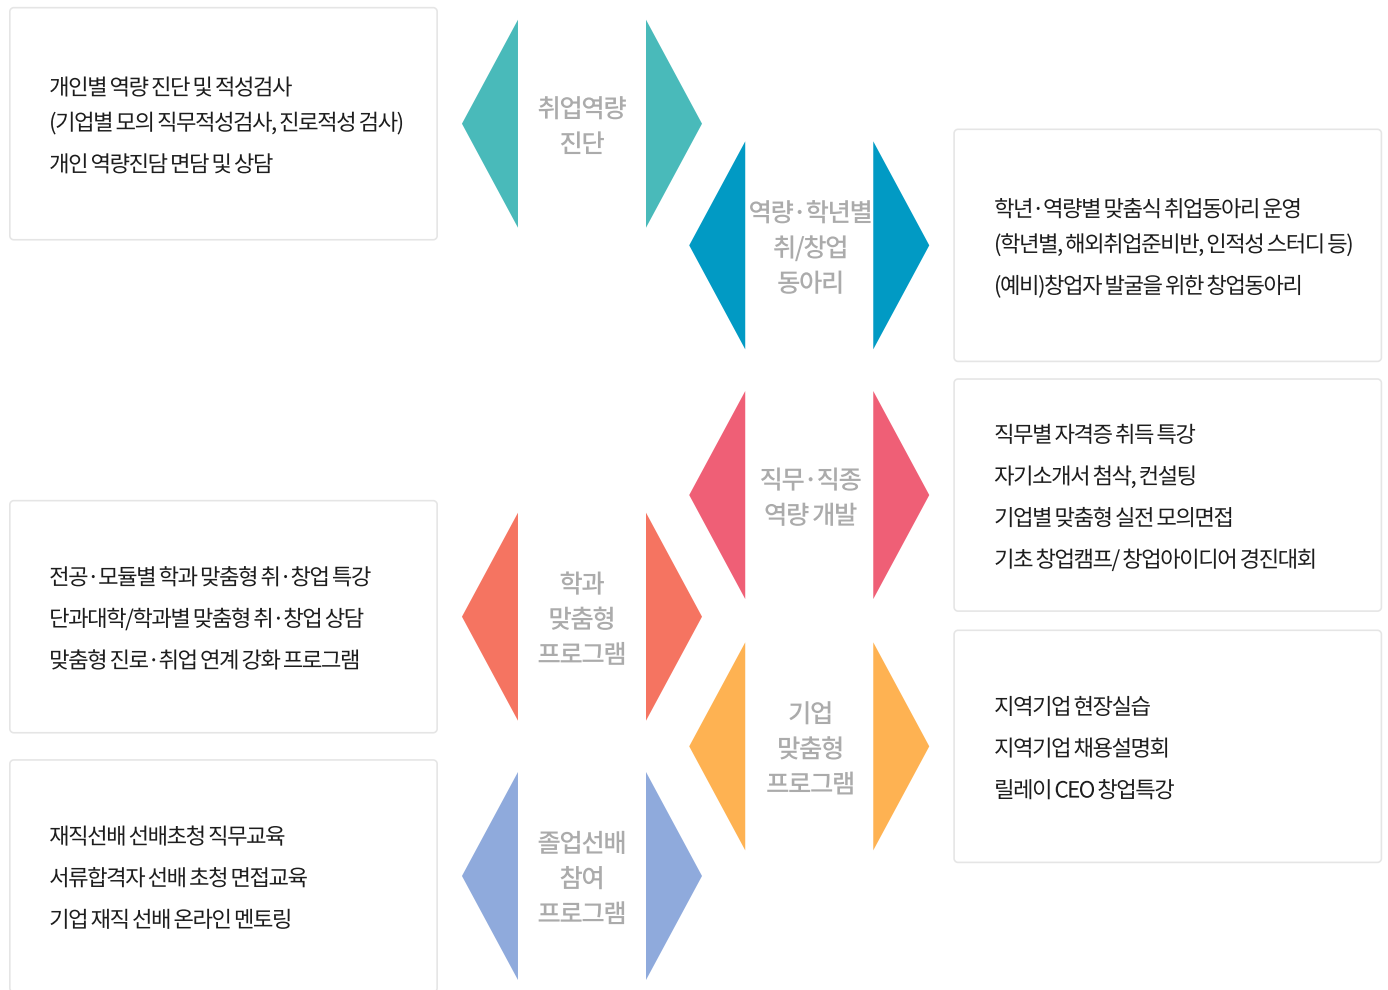 개인별 역량 진단 및 적성검사
(기업별 모의 직무적성검사, 진로적성 검사)
개인 역량진담 면담 및 상담
취업역량
진단
역량·학년별
취/창업
동아리
학년·역량별 맞춤식 취업동아리 운영
(학년별, 해외취업준비반, 인적성 스터디 등)
(예비)창업자 발굴을 위한 창업동아리
직무·직종
역량 개발
직무별 자격증 취득 특강
자기소개서 첨삭, 컨설팅
기업별 맞춤형 실전 모의면접
기초 창업캠프/ 창업아이디어 경진대회
전공·모듈별 학과 맞춤형 취·창업 특강
단과대학/학과별 맞춤형 취·창업 상담
맞춤형 진로·취업 연계 강화 프로그램
학과
맞춤형
프로그램
기업
맞춤형
프로그램
지역기업 현장실습
지역기업 채용설명회
릴레이 CEO 창업특강
재직선배 선배초청 직무교육
서류합격자 선배 초청 면접교육
기업 재직 선배 온라인 멘토링
졸업선배
참여
프로그램